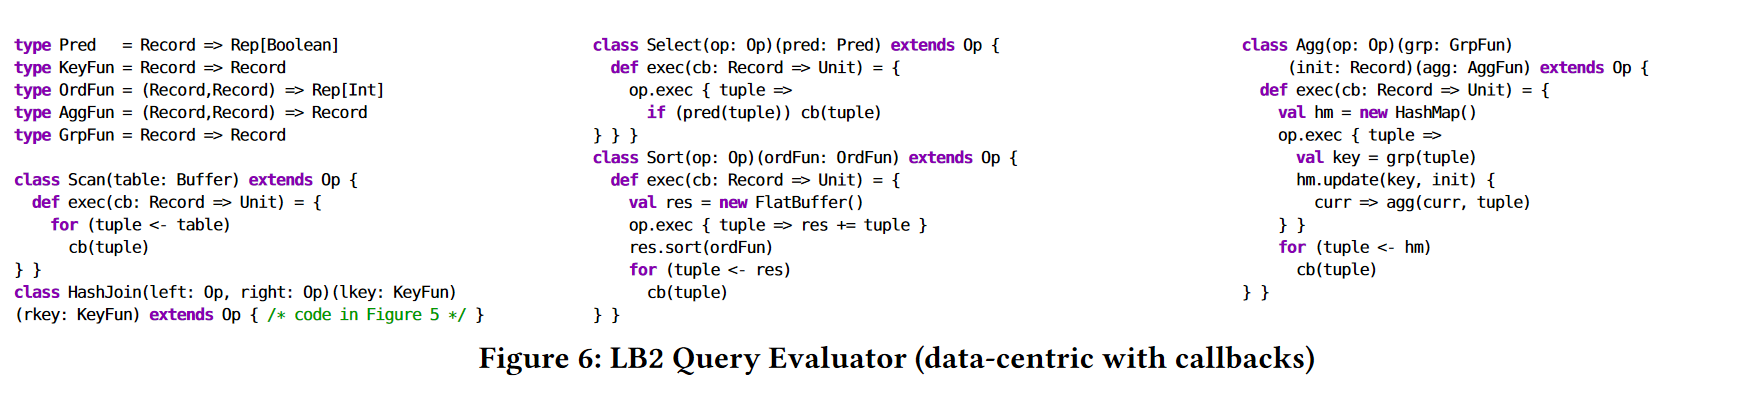 type Pred   = Record => Rep[Boolean]
type KeyFun = Record => Record
type OrdFun = (Record,Record) => Rep[Int]
type AggFun = (Record,Record) => Record
type GrpFun = Record => Record

class Scan(table: Buffer) extends Op {
  def exec(cb: Record => Unit) = {
    for (tuple <- table)
      cb(tuple)
} }
class HashJoin(left: Op, right: Op)(lkey: KeyFun)
(rkey: KeyFun) extends Op { /* code in Figure 5 */ }
class Select(op: Op)(pred: Pred) extends Op {
  def exec(cb: Record => Unit) = {
    op.exec { tuple =>
      if (pred(tuple)) cb(tuple)
} } }
class Sort(op: Op)(ordFun: OrdFun) extends Op {
  def exec(cb: Record => Unit) = {
    val res = new FlatBuffer()
    op.exec { tuple => res += tuple }
    res.sort(ordFun)
    for (tuple <- res)
      cb(tuple)
} }
class Agg(op: Op)(grp: GrpFun)
     (init: Record)(agg: AggFun) extends Op {
  def exec(cb: Record => Unit) = {
    val hm = new HashMap()
    op.exec { tuple =>
      val key = grp(tuple)
      hm.update(key, init) {
        curr => agg(curr, tuple)
    } }
    for (tuple <- hm)
      cb(tuple)
} }
Figure 6: LB2 Query Evaluator (data-centric with callbacks)